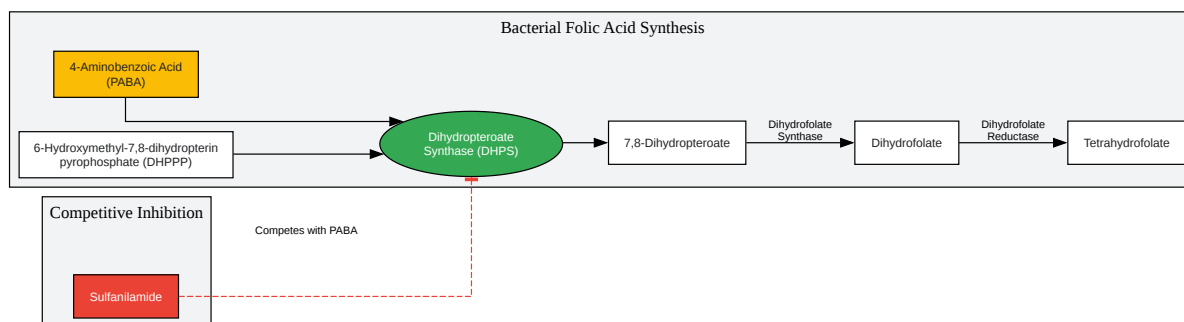 Bacterial Folic Acid Synthesis
4-Aminobenzoic Acid
(PABA)
6-Hydroxymethyl-7,8-dihydropterin
pyrophosphate (DHPPP)
Dihydropteroate
Synthase (DHPS)
7,8-Dihydropteroate
Dihydrofolate
Synthase
Dihydrofolate
Dihydrofolate
Reductase
Tetrahydrofolate
Competitive Inhibition
Competes with PABA
Sulfanilamide